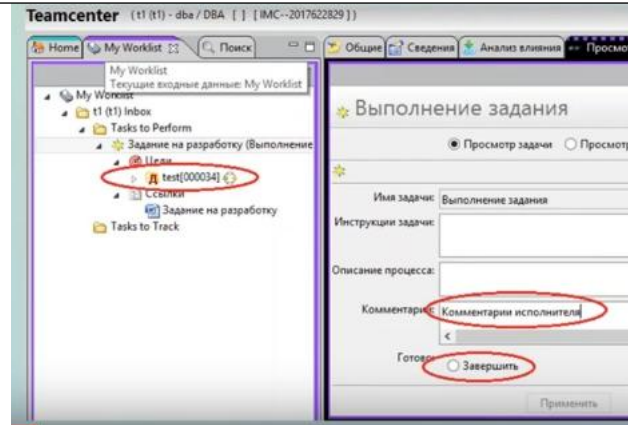 Teamcenter ( t1 (t1) - dba / DBA [ ] [ IMC--2017622829 ] )
Home My Worklist Поиск
My Worklist
Текущие входные данные: My Worklist
My Worklist
t1 (t1) Inbox
Tasks to Perform
Задание на разработку (Выполнение
Цели
test[000034]
Ссылки
Задание на разработку
Tasks to Track
Общие Сведения Анализ влияния Просмо
Выполнение задания
Просмотр задачи Просмотр
Имя задачи: Выполнение задания
Инструкции задачи:
Описание процесса:
Комментарии: Комментарии исполнителя
Готово: Завершить
Применить